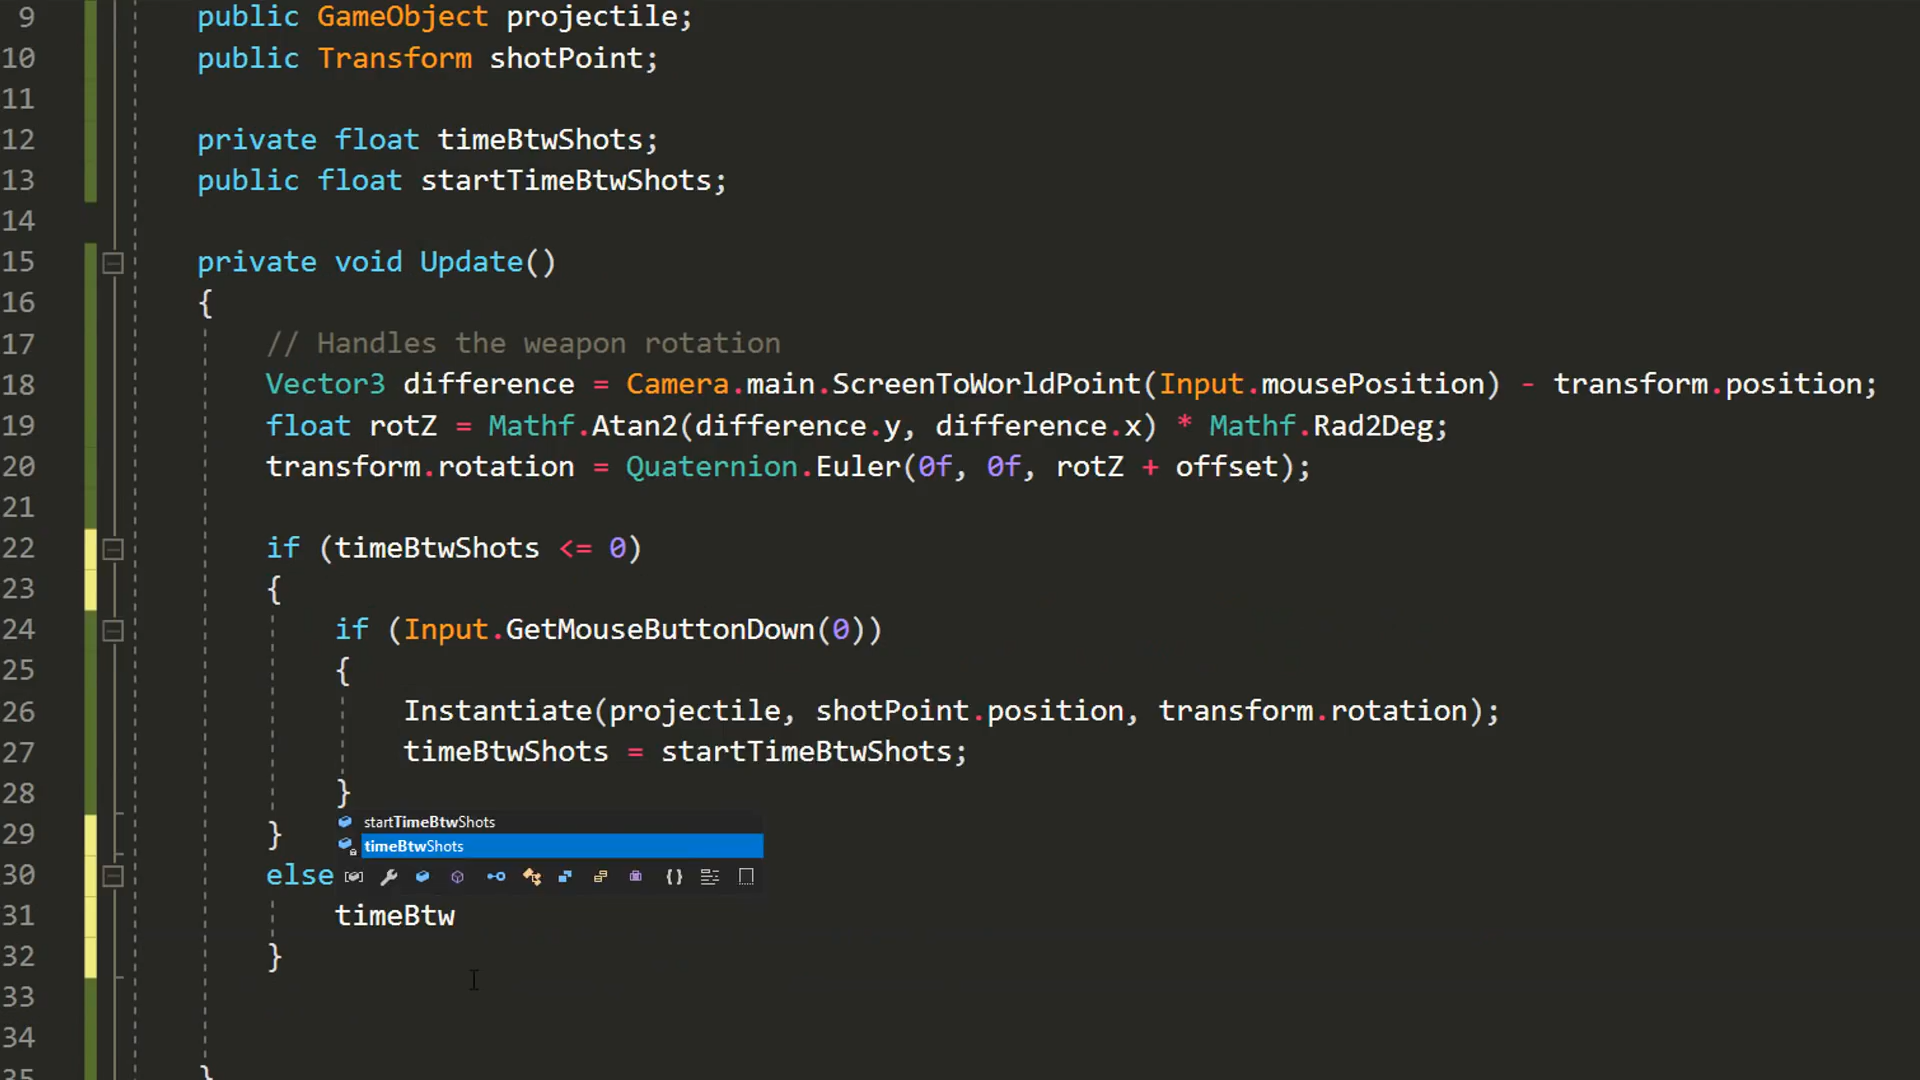 9 public GameObject projectile;
10 public Transform shotPoint;
11
12 private float timeBtwShots;
13 public float startTimeBtwShots;
14
15 private void Update()
16 {
17 // Handles the weapon rotation
18 Vector3 difference = Camera.main.ScreenToWorldPoint(Input.mousePosition) - transform.position;
19 float rotZ = Mathf.Atan2(difference.y, difference.x) * Mathf.Rad2Deg;
20 transform.rotation = Quaternion.Euler(0f, 0f, rotZ + offset);
21
22 if (timeBtwShots <= 0)
23 {
24 if (Input.GetMouseButtonDown(0))
25 {
26 Instantiate(projectile, shotPoint.position, transform.rotation);
27 timeBtwShots = startTimeBtwShots;
28 }
startTimeBtwShots
29 }
timeBtwShots
30 else
31 timeBtw
32 }
33
34
35 }